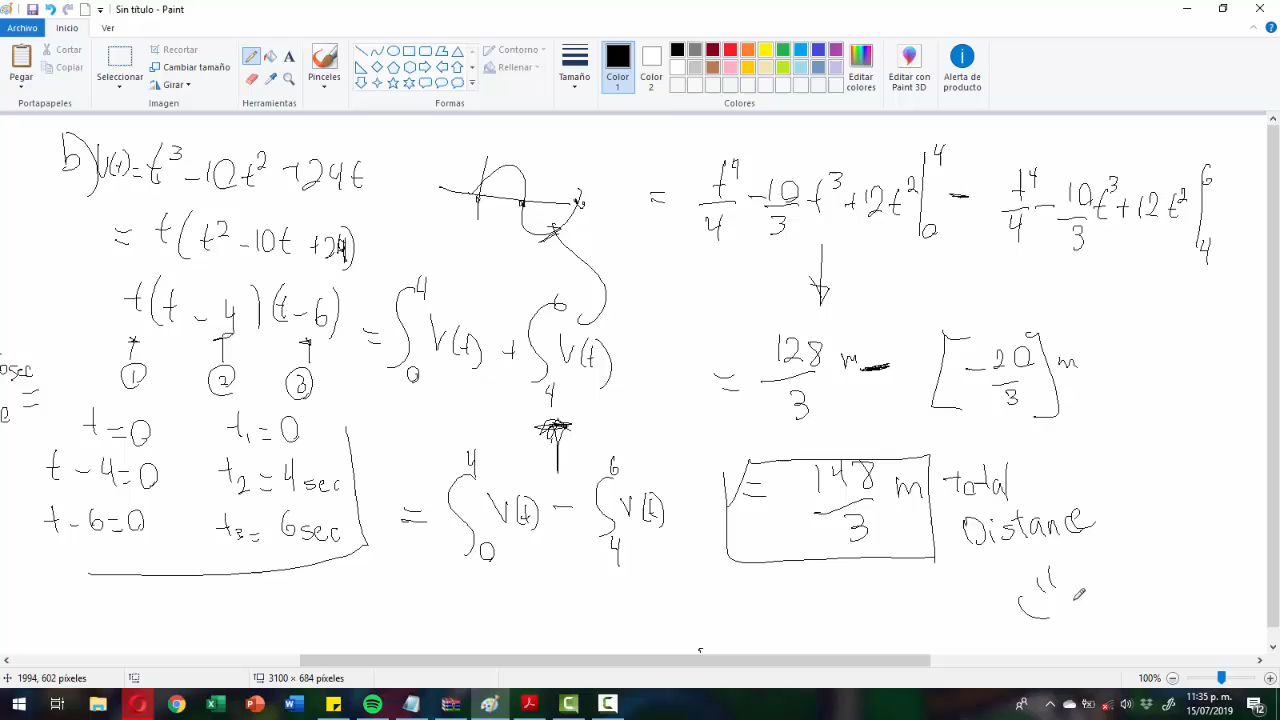 Sin título - Paint
Archivo Inicio Ver
Pegar
Cortar
Copiar
Portapapeles
Seleccionar
Recortar
Cambiar tamaño
Girar
Imagen
Herramientas
Pinceles
Contorno
Rellenar
Formas
Tamaño
Color 1
Color 2
Editar colores
Colores
Editar con Paint 3D
Alerta de producto
b) V(t)=t³-10t²+24t
= t(t²-10t+24)
t(t-4)(t-6)
① ② ③
t=0 t₁=0
t-4=0 t₂=4sec
t-6=0 t₃=6sec
= ∫₀⁴ V(t) + ∫₄⁶ V(t)
= ∫₀⁴ V(t) - ∫₄⁶ V(t)
= t⁴/4 - 10/3 t³ + 12t² |₀⁴ - t⁴/4 - 10/3 t³ + 12t² |₄⁶
= 128/3 m - [-20/3] m
= 148/3 m total
Distance
1994, 602 píxeles
3100 × 684 píxeles
100%
11:35 p. m.
15/07/2019